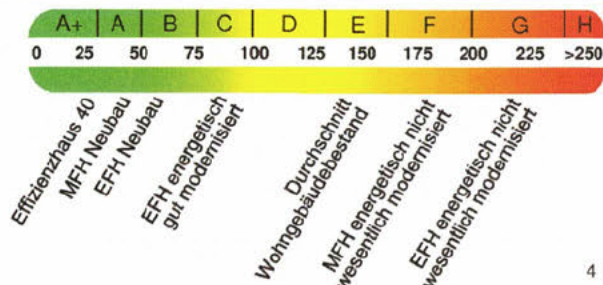 A+ A B C D E F G H
0 25 50 75 100 125 150 175 200 225 >250
Effizienzhaus 40
MFH Neubau
EFH Neubau
EFH energetisch
gut modernisiert
Durchschnitt
Wohngebäudebestand
MFH energetisch nicht
wesentlich modernisiert
EFH energetisch nicht
wesentlich modernisiert
4